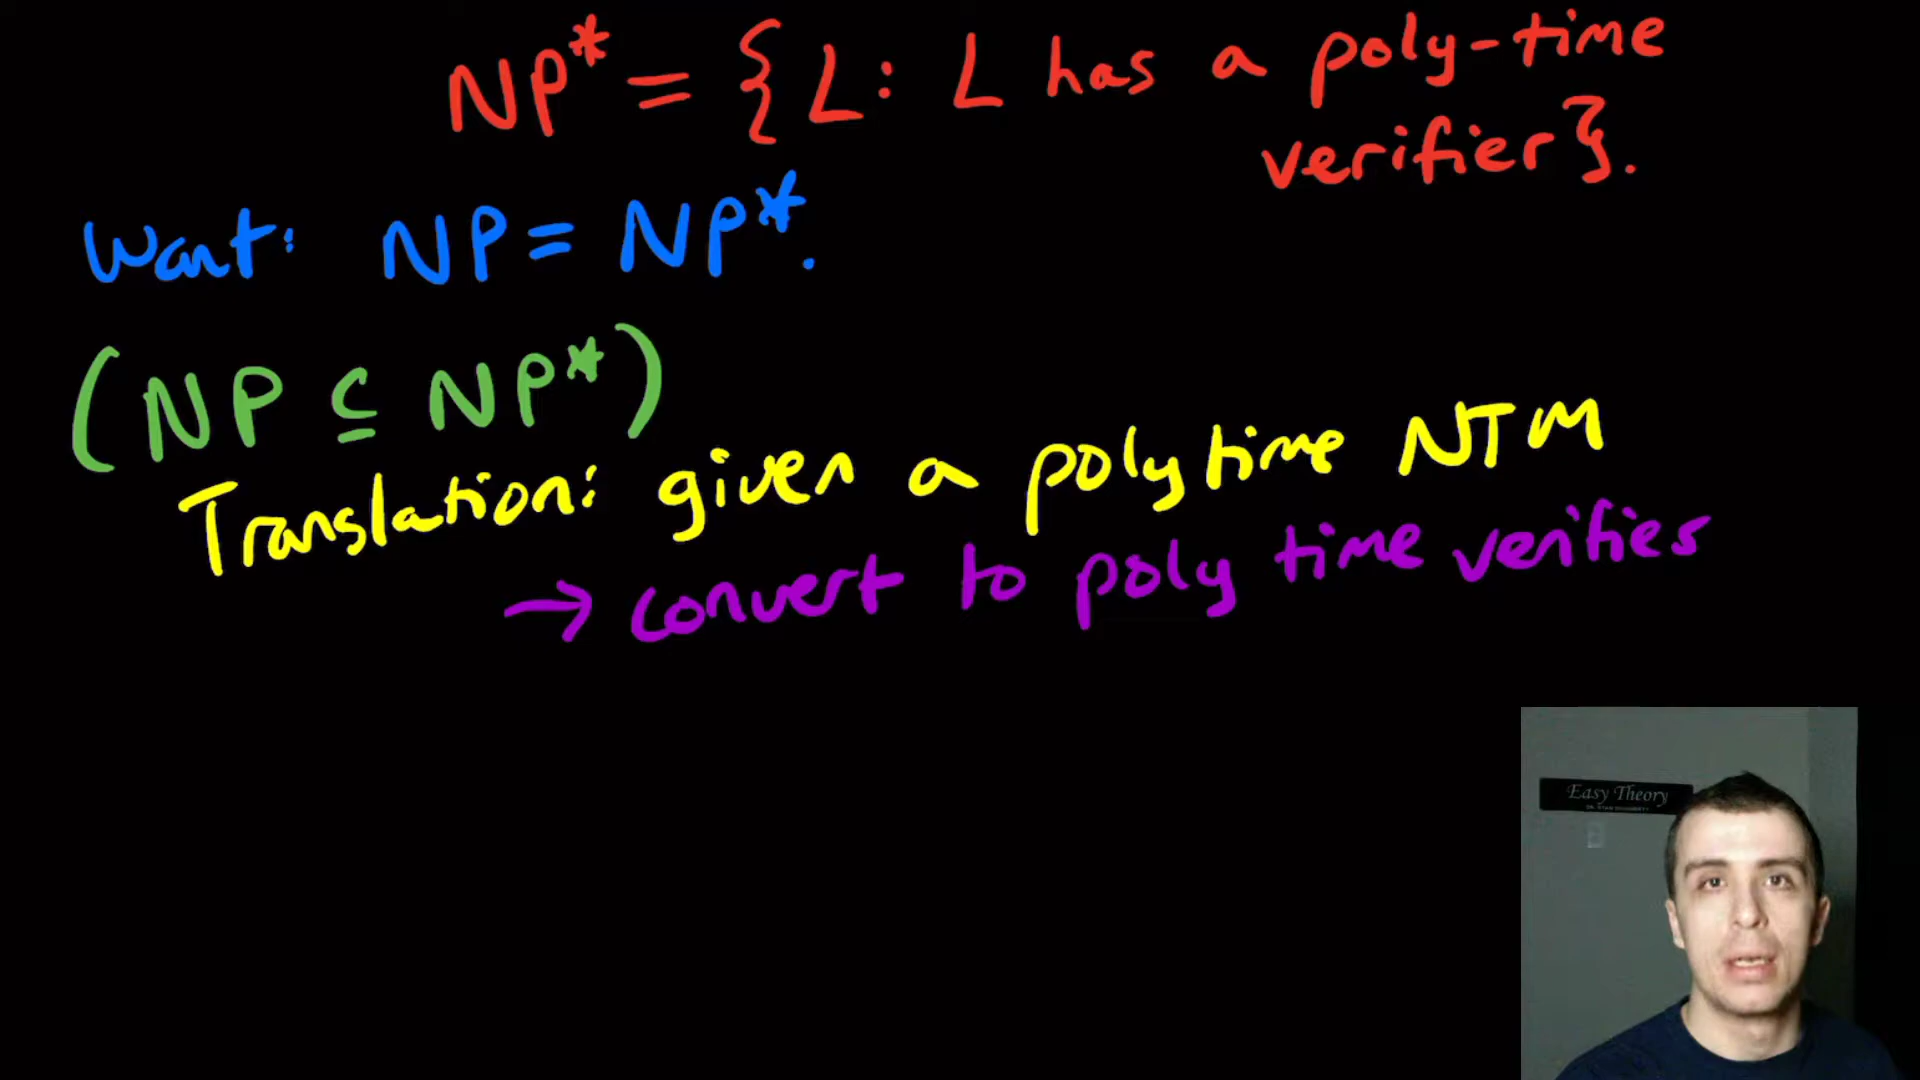 NP* = {L: L has a poly-time
verifier}.
Want: NP = NP*.
(NP ⊆ NP*)
Translation: given a polytime NTM
→ convert to poly time verifies
Easy Theory